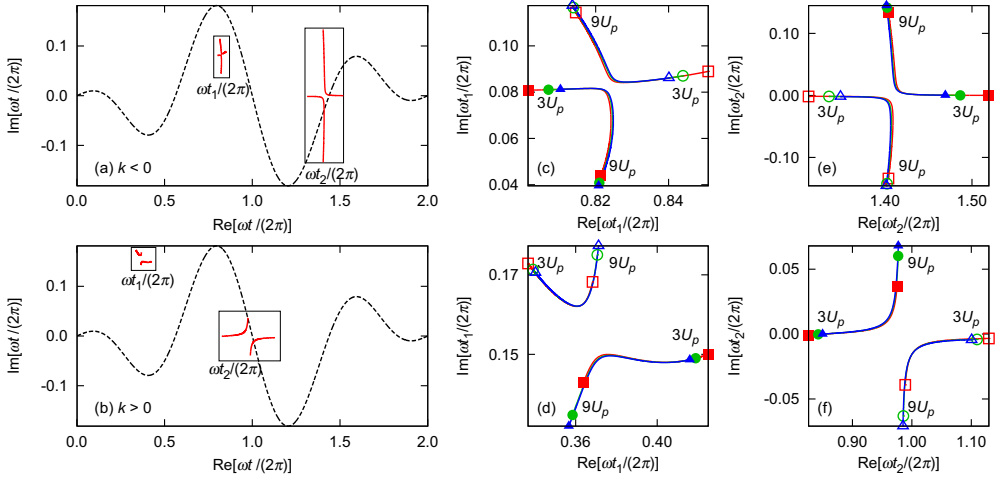 Im[ωt /(2π)]
0.1
0.0
-0.1
(a) k < 0
ωt1/(2π)
ωt2/(2π)
0.0
0.5
1.0
1.5
2.0
Re[ωt /(2π)]
Im[ωt /(2π)]
0.1
0.0
-0.1
(b) k > 0
ωt1/(2π)
ωt2/(2π)
0.0
0.5
1.0
1.5
2.0
Re[ωt /(2π)]
Im[ωt1/(2π)]
0.10
0.08
0.06
0.04
9Up
3Up
3Up
9Up
(c)
0.82
0.84
Re[ωt1/(2π)]
Im[ωt1/(2π)]
0.17
0.15
3Up
9Up
3Up
9Up
(d)
0.36
0.40
Re[ωt1/(2π)]
Im[ωt2/(2π)]
0.10
0.00
-0.10
9Up
3Up
3Up
9Up
(e)
1.40
1.50
Re[ωt2/(2π)]
Im[ωt2/(2π)]
0.05
0.00
-0.05
9Up
3Up
3Up
9Up
(f)
0.90
1.00
1.10
Re[ωt2/(2π)]